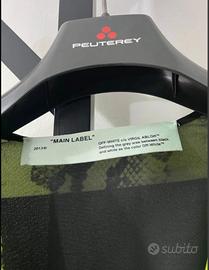 PEUTEREY
"MAIN LABEL"
2013©
OFF-WHITE c/o VIRGIL ABLOH™
Defining the grey area between black
and white as the color Off-White™
subito